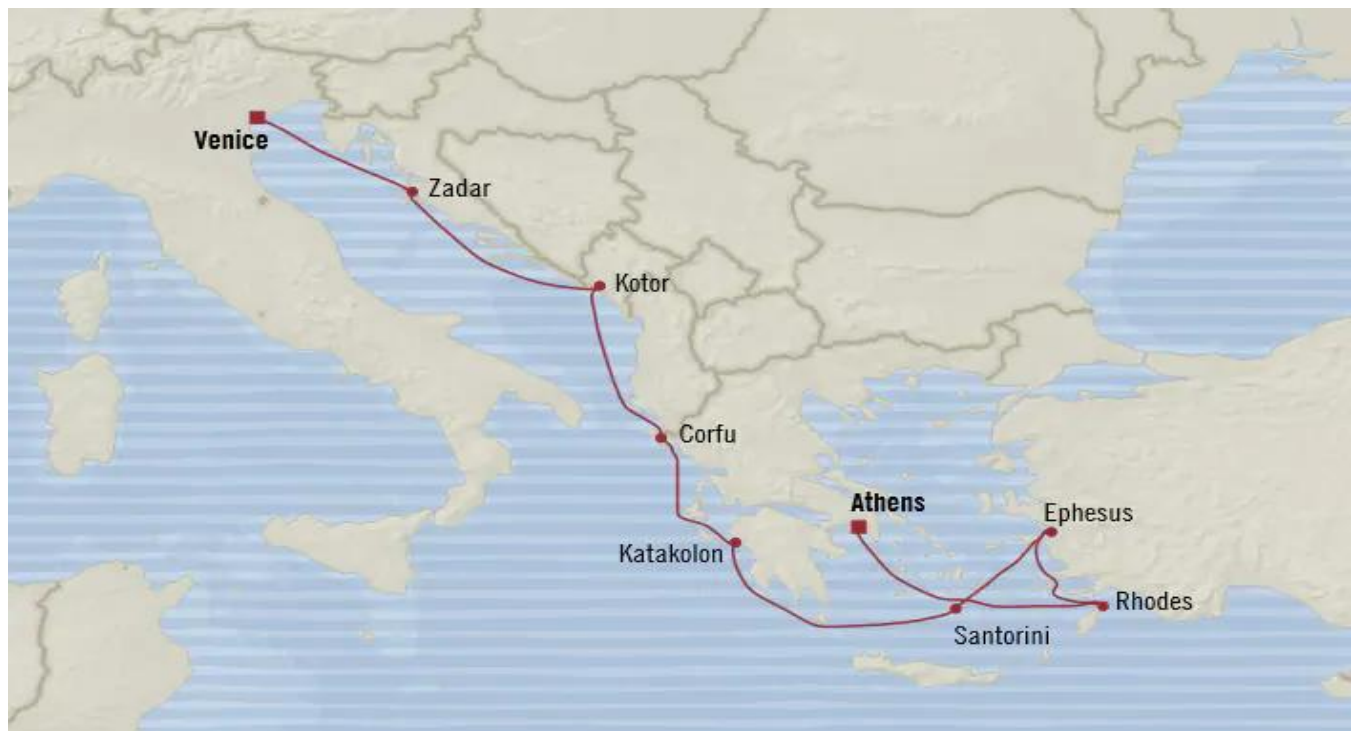 Venice
Zadar
Kotor
Corfu
Athens
Ephesus
Katakolon
Rhodes
Santorini